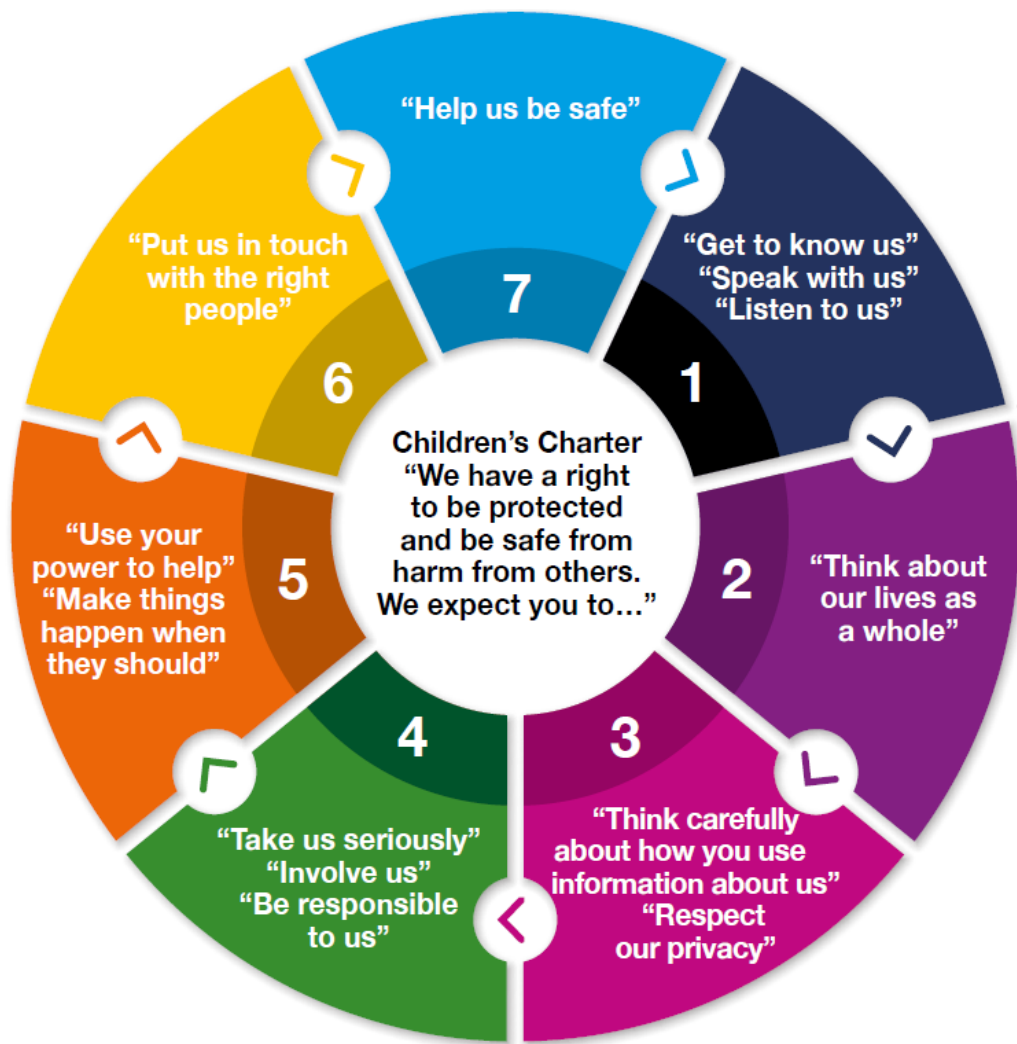 Children’s Charter
“We have a right
to be protected
and be safe from
harm from others.
We expect you to…”
1
“Get to know us”
“Speak with us”
“Listen to us”
2
“Think about
our lives as
a whole”
3
“Think carefully
about how you use
information about us”
“Respect
our privacy”
4
“Take us seriously”
“Involve us”
“Be responsible
to us”
5
“Use your
power to help”
“Make things
happen when
they should”
6
“Put us in touch
with the right
people”
7
“Help us be safe”